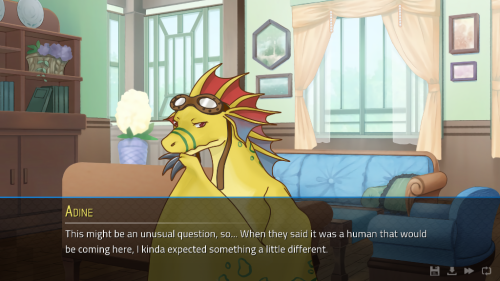 Adine
This might be an unusual question, so... When they said it was a human that would
be coming here, I kinda expected something a little different.